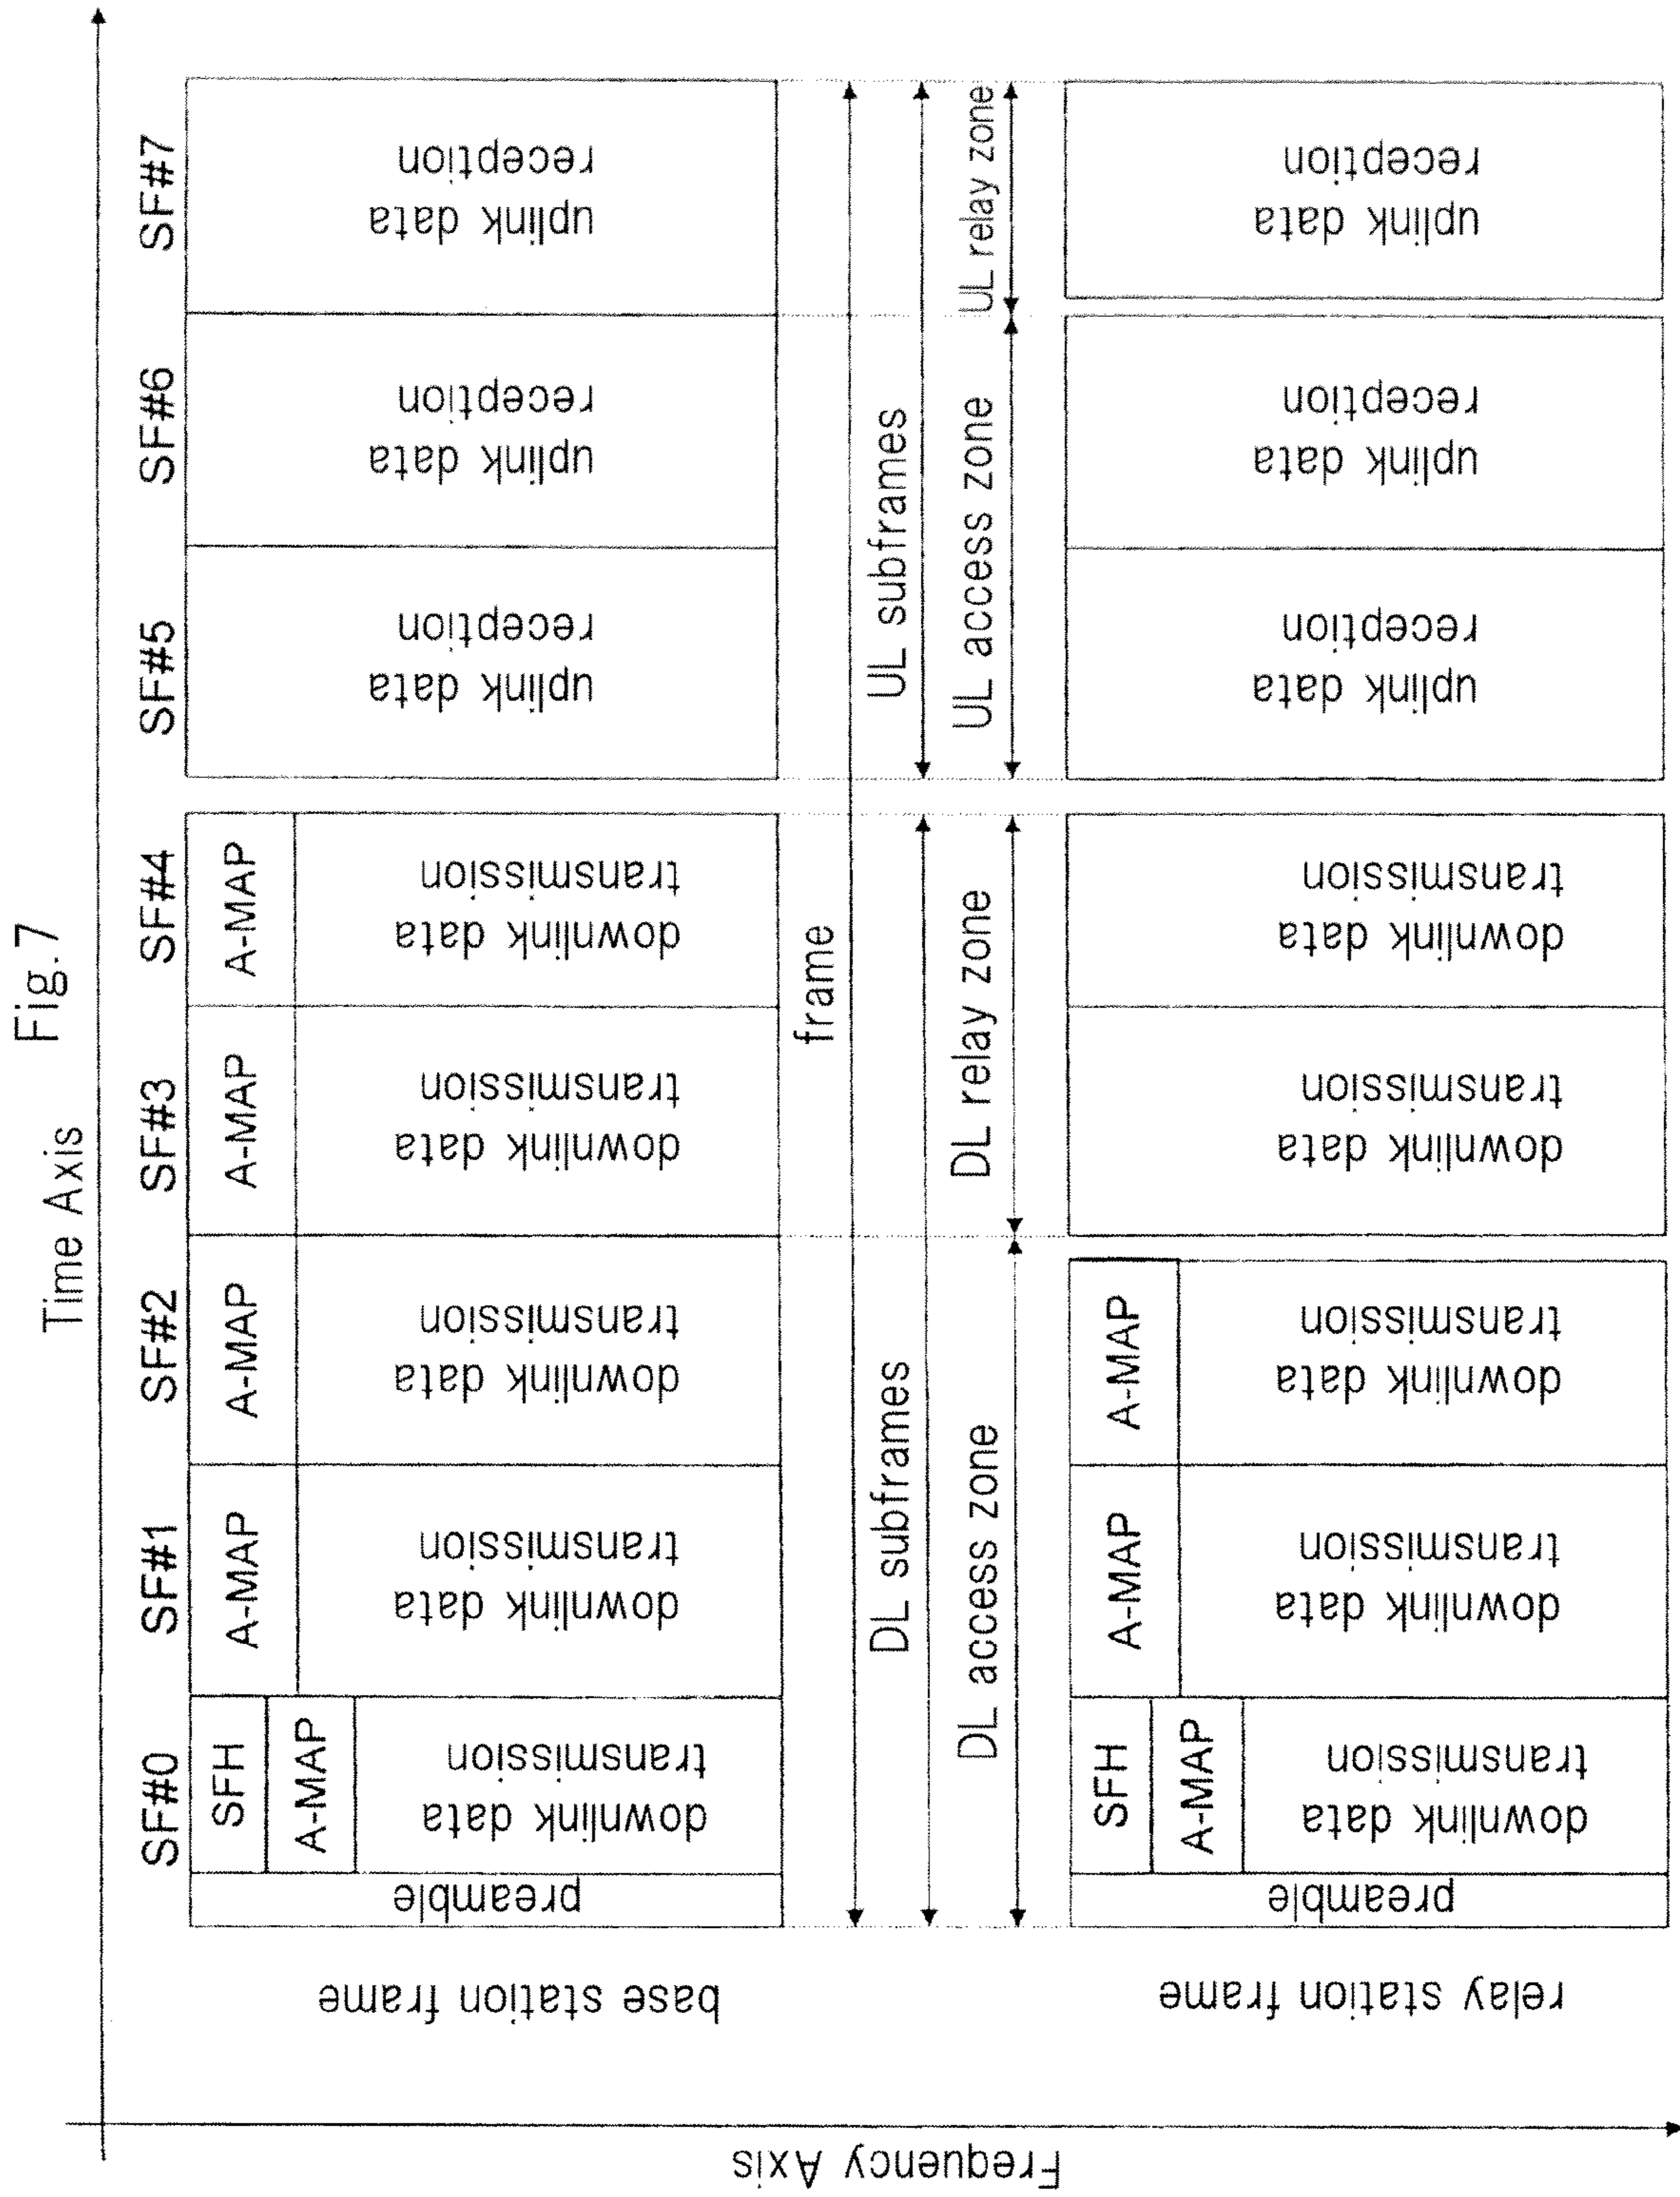 Fig. 7
Time Axis
Frequency Axis
SF#0
SF#1
SF#2
SF#3
SF#4
SF#5
SF#6
SF#7
base station frame
preamble
SFH
A-MAP
downlink data
transmission
A-MAP
downlink data
transmission
A-MAP
downlink data
transmission
A-MAP
downlink data
transmission
A-MAP
downlink data
transmission
uplink data
reception
uplink data
reception
uplink data
reception
frame
DL subframes
UL subframes
DL access zone
DL relay zone
UL access zone
UL relay zone
relay station frame
preamble
SFH
A-MAP
downlink data
transmission
A-MAP
downlink data
transmission
A-MAP
downlink data
transmission
downlink data
transmission
downlink data
transmission
uplink data
reception
uplink data
reception
uplink data
reception